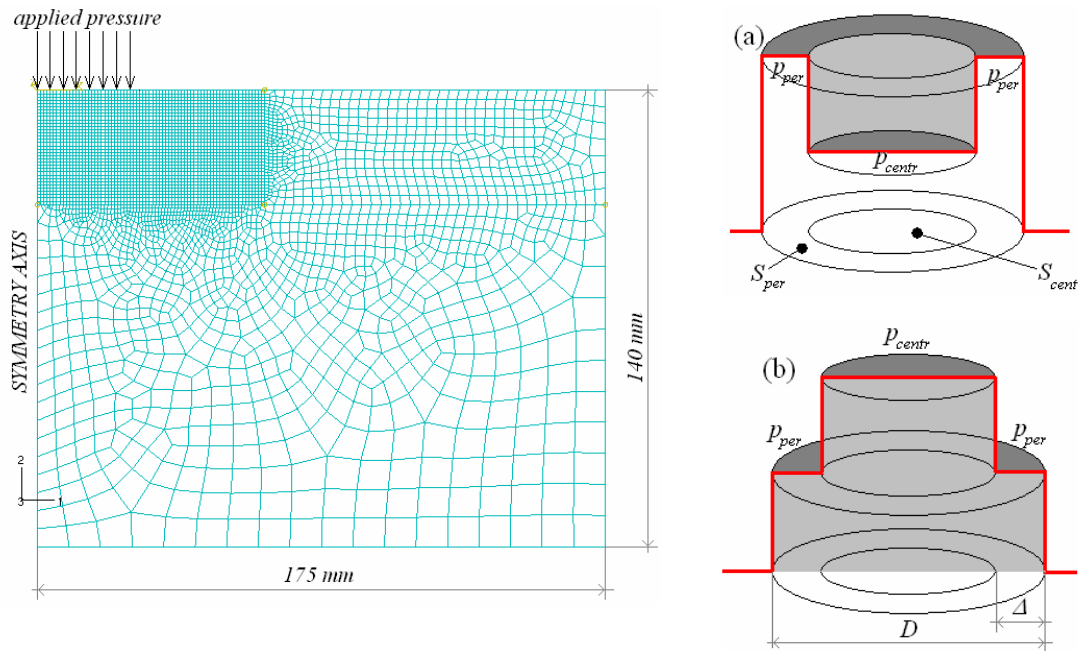 applied pressure
SYMMETRY AXIS
2
3
1
140 mm
175 mm
(a)
p_per
p_per
p_centr
S_per
S_cent
(b)
p_centr
p_per
p_per
Δ
D